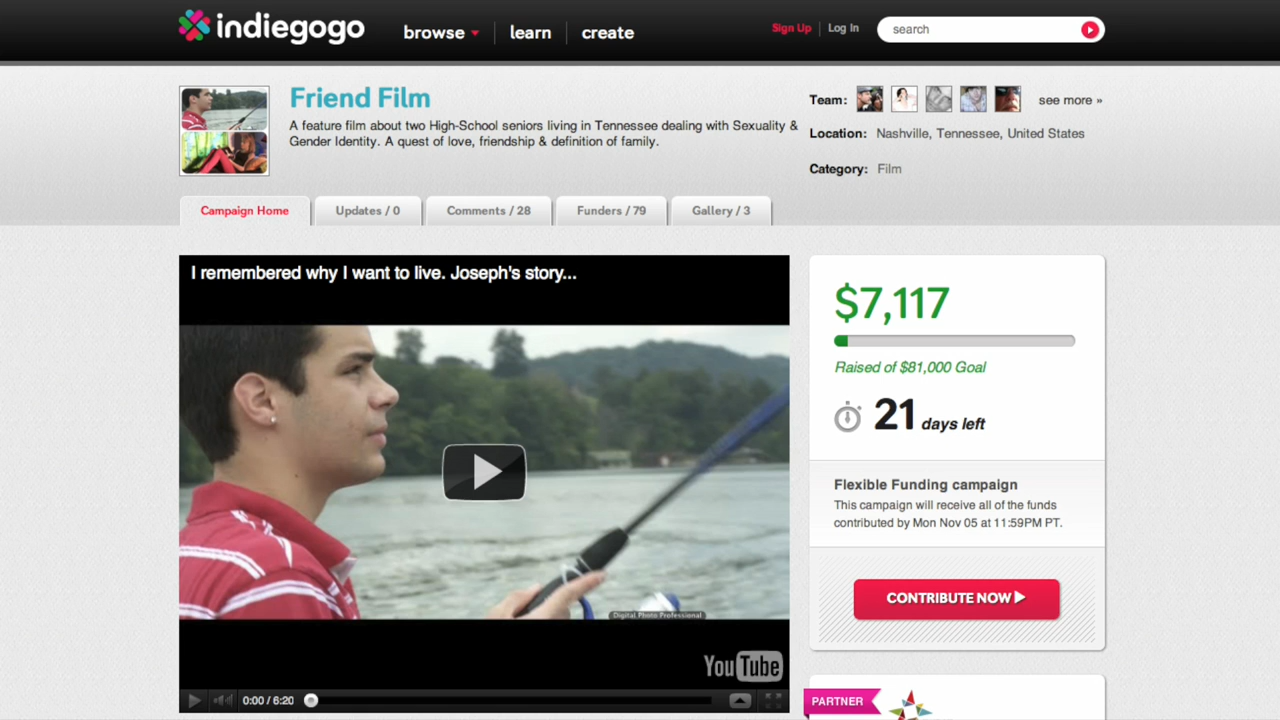 indiegogo
browse
learn
create
Sign Up
Log In
search
Friend Film
A feature film about two High-School seniors living in Tennessee dealing with Sexuality &
Gender Identity. A quest of love, friendship & definition of family.
Team:
see more »
Location: Nashville, Tennessee, United States
Category: Film
Campaign Home
Updates / 0
Comments / 28
Funders / 79
Gallery / 3
I remembered why I want to live. Joseph's story...
Digital Photo Professional
YouTube
0:00 / 6:20
$7,117
Raised of $81,000 Goal
21 days left
Flexible Funding campaign
This campaign will receive all of the funds
contributed by Mon Nov 05 at 11:59PM PT.
CONTRIBUTE NOW
PARTNER